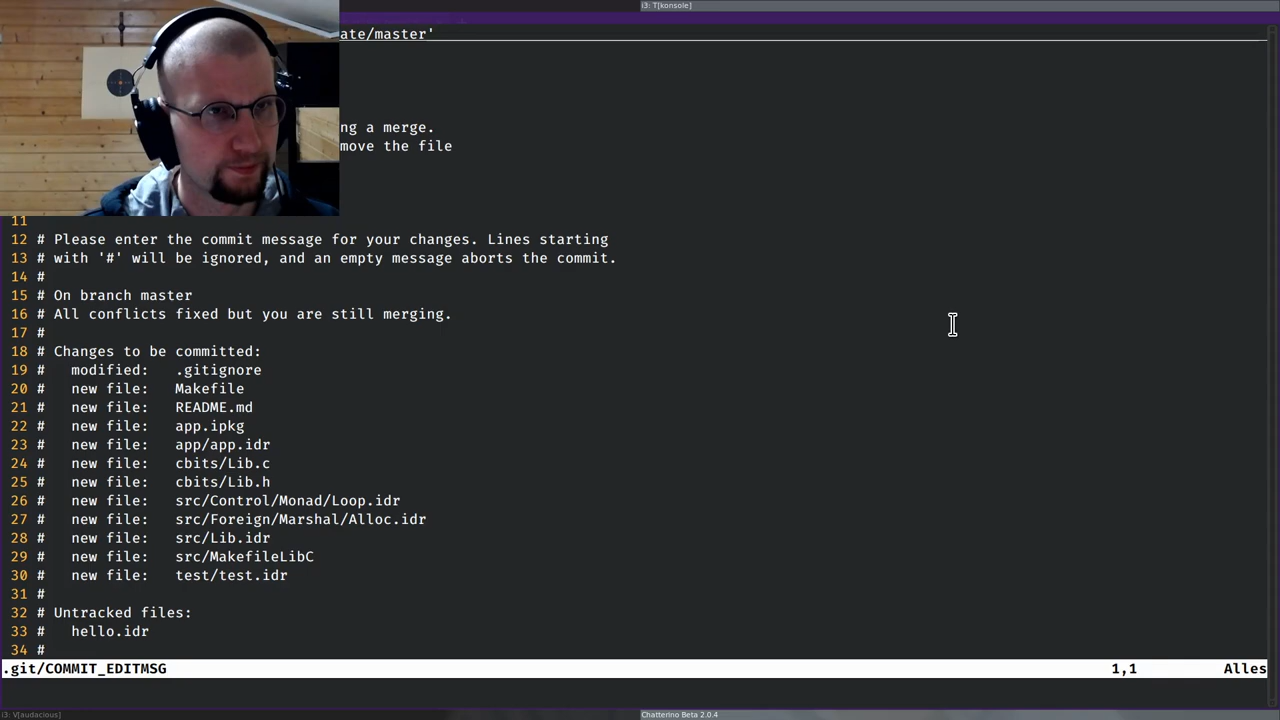 i3: T[konsole]
ate/master'
ng a merge.
move the file
11
12 # Please enter the commit message for your changes. Lines starting
13 # with '#' will be ignored, and an empty message aborts the commit.
14 #
15 # On branch master
16 # All conflicts fixed but you are still merging.
17 #
18 # Changes to be committed:
19 #   modified:   .gitignore
20 #   new file:   Makefile
21 #   new file:   README.md
22 #   new file:   app.ipkg
23 #   new file:   app/app.idr
24 #   new file:   cbits/Lib.c
25 #   new file:   cbits/Lib.h
26 #   new file:   src/Control/Monad/Loop.idr
27 #   new file:   src/Foreign/Marshal/Alloc.idr
28 #   new file:   src/Lib.idr
29 #   new file:   src/MakefileLibC
30 #   new file:   test/test.idr
31 #
32 # Untracked files:
33 #   hello.idr
34 #
.git/COMMIT_EDITMSG 1,1 Alles
i3: V[audacious] Chatterino Beta 2.0.4